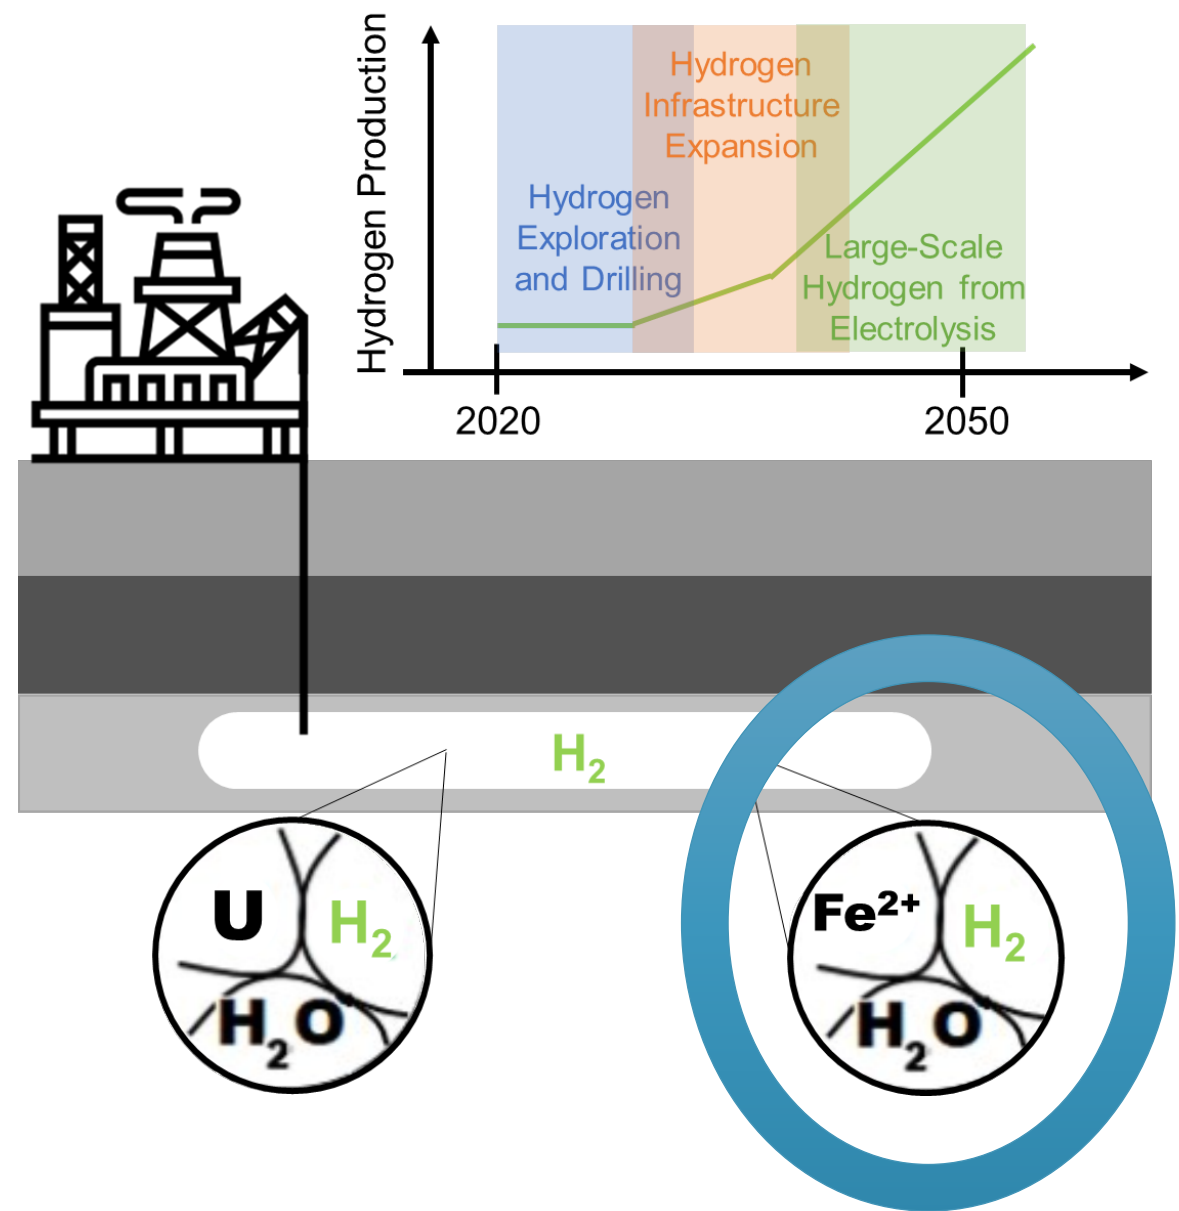 Hydrogen Production
Hydrogen
Infrastructure
Expansion
Hydrogen
Exploration
and Drilling
Large-Scale
Hydrogen from
Electrolysis
2020
2050
H₂
U
H₂
H₂O
Fe²⁺
H₂
H₂O